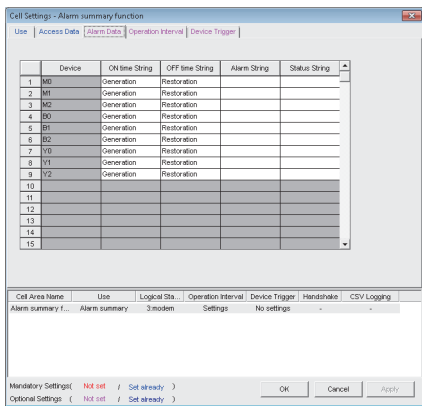 Cell Settings - Alarm summary function
Use | Access Data | Alarm Data | Operation Interval | Device Trigger
Device ON time String OFF time String Alarm String Status String
1 M0 Generation Restoration
2 M1 Generation Restoration
3 M2 Generation Restoration
4 B0 Generation Restoration
5 B1 Generation Restoration
6 B2 Generation Restoration
7 Y0 Generation Restoration
8 Y1 Generation Restoration
9 Y2 Generation Restoration
10
11
12
13
14
15
Cell Area Name Use Logical Sta... Operation Interval Device Trigger Handshake CSV Logging
Alarm summary f... Alarm summary 3:modem Settings No settings - -
Mandatory Settings( Not set / Set already ) OK Cancel Apply
Optional Settings ( Not set / Set already )